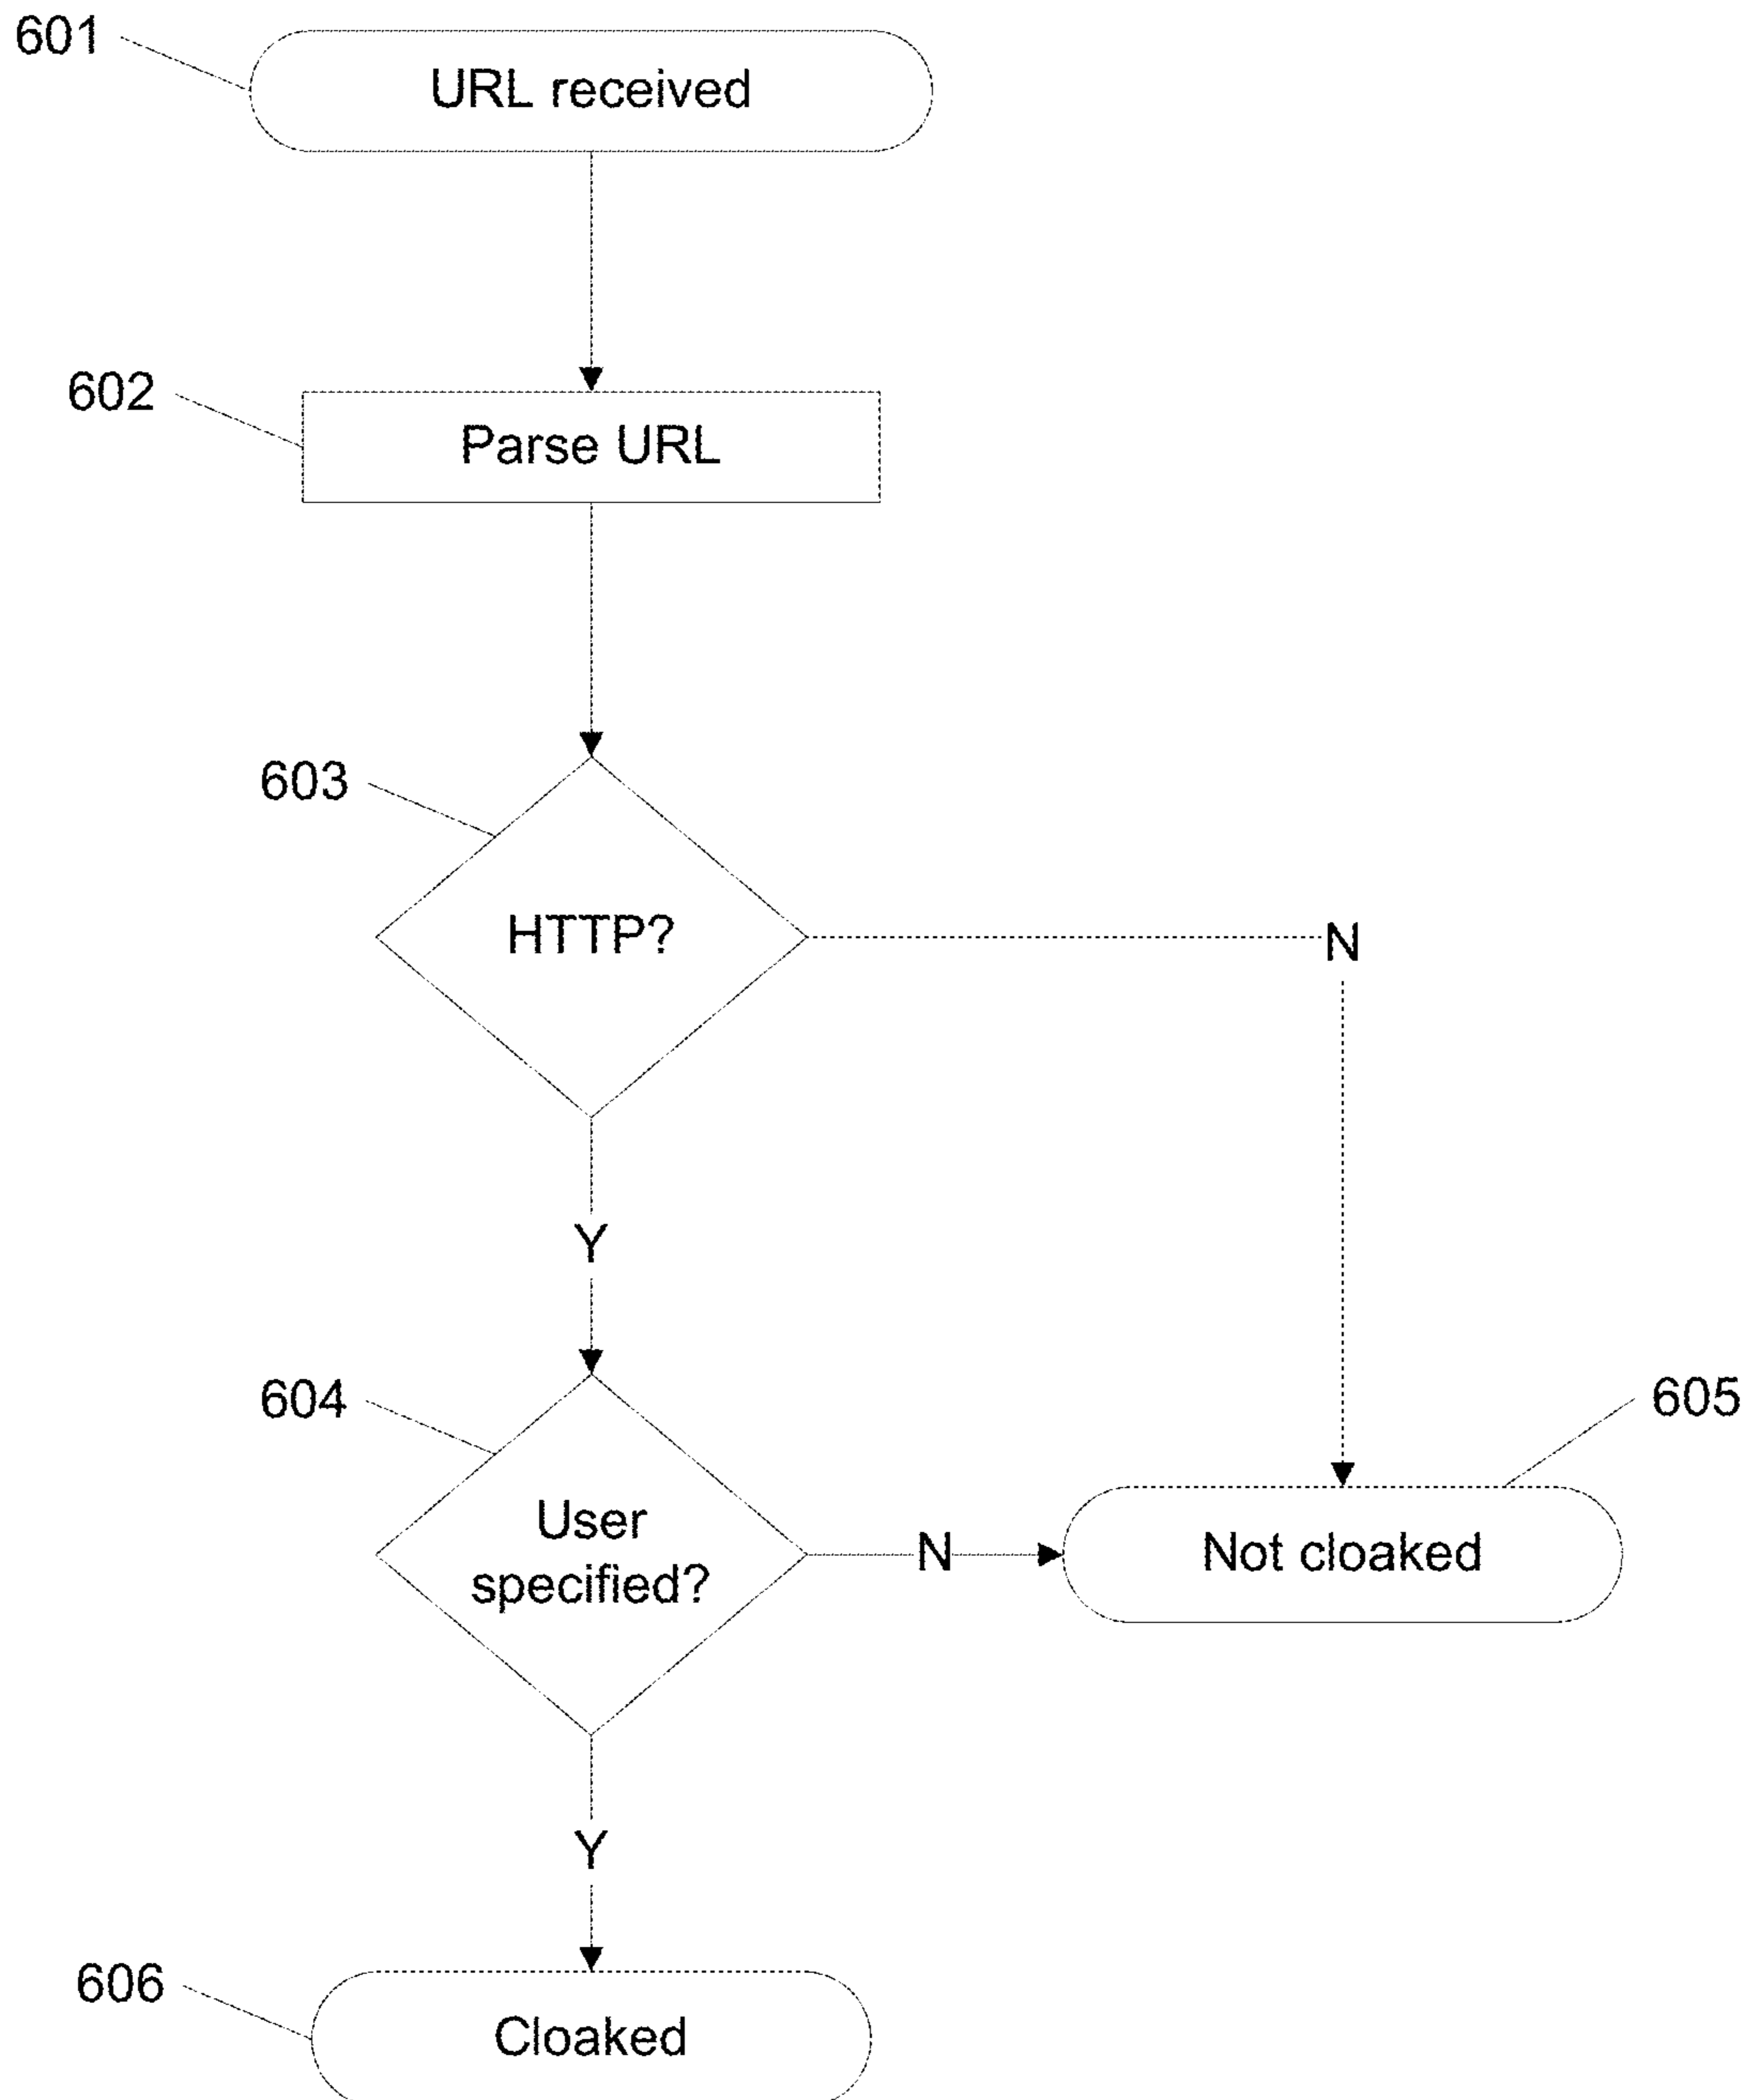 601
URL received
602
Parse URL
603
HTTP?
N
Y
604
605
User
specified?
N
Not cloaked
Y
606
Cloaked